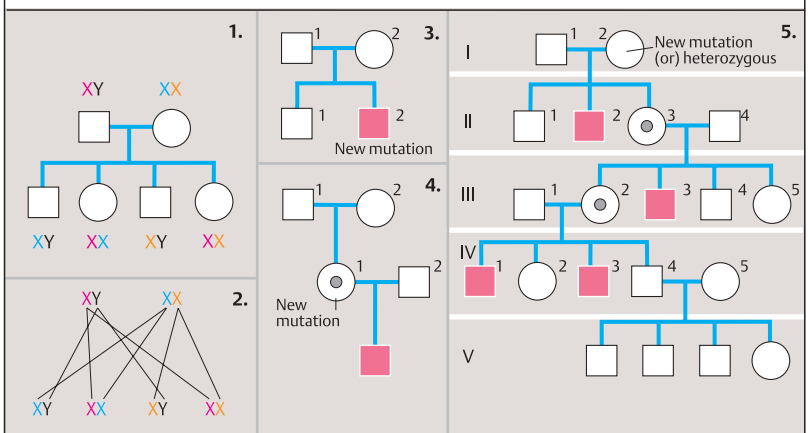 1.
XY XX
XY XX XY XX
2.
XY XX
XY XX XY XX
3.
1 2
1 2
New mutation
4.
1 2
1 2
New
mutation
5.
I 1 2 New mutation
(or) heterozygous
II 1 2 3 4
III 1 2 3 4 5
IV 1 2 3 4 5
V